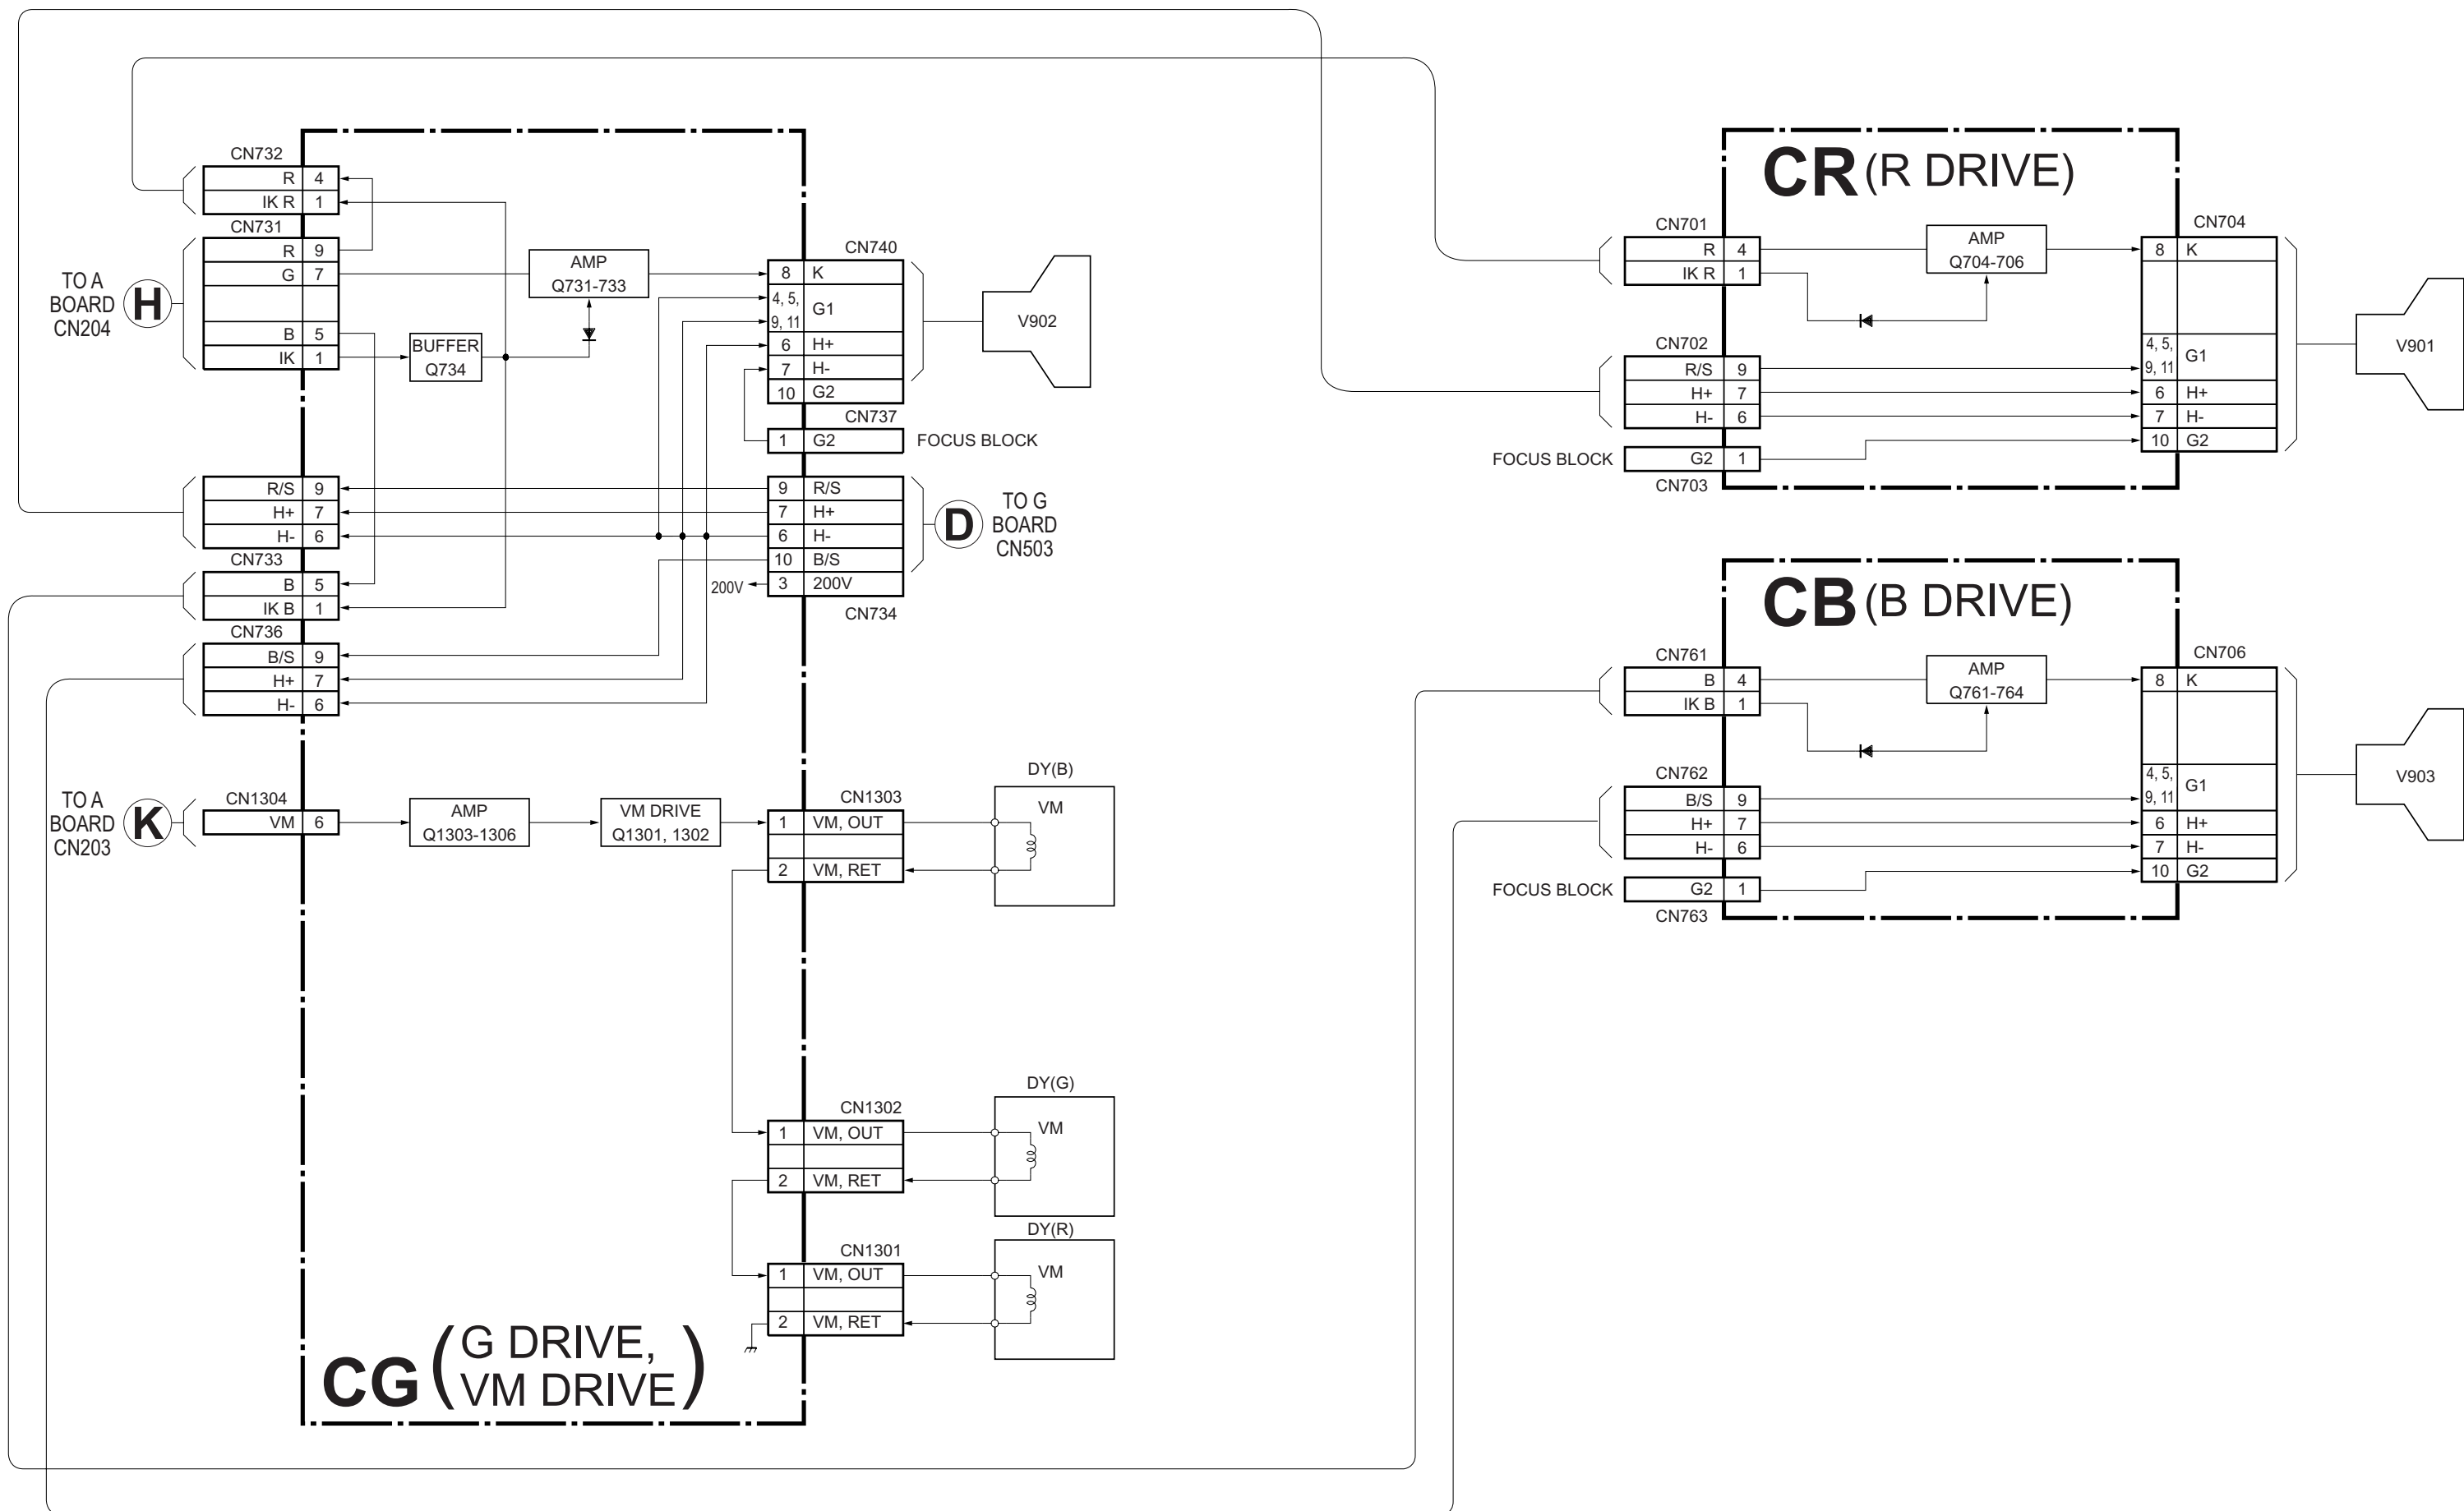 CN732
R 4
IK R 1
CN731
R 9
G 7
B 5
IK 1
TO A
BOARD
CN204
H
BUFFER
Q734
AMP
Q731-733
CN740
8 K
4, 5,
9, 11
G1
6 H+
7 H-
10 G2
V902
CN737
1 G2
FOCUS BLOCK
R/S 9
H+ 7
H- 6
CN733
B 5
IK B 1
CN736
B/S 9
H+ 7
H- 6
9 R/S
7 H+
6 H-
10 B/S
3 200V
200V
CN734
D
TO G
BOARD
CN503
TO A
BOARD
CN203
K
CN1304
VM 6
AMP
Q1303-1306
VM DRIVE
Q1301, 1302
CN1303
1 VM, OUT
2 VM, RET
DY(B)
VM
CN1302
1 VM, OUT
2 VM, RET
DY(G)
VM
CN1301
1 VM, OUT
2 VM, RET
DY(R)
VM
CG (G DRIVE,
VM DRIVE)
CR (R DRIVE)
CN701
R 4
IK R 1
AMP
Q704-706
CN704
8 K
4, 5,
9, 11
G1
6 H+
7 H-
10 G2
V901
CN702
R/S 9
H+ 7
H- 6
FOCUS BLOCK
G2 1
CN703
CB (B DRIVE)
CN761
B 4
IK B 1
AMP
Q761-764
CN706
8 K
4, 5,
9, 11
G1
6 H+
7 H-
10 G2
V903
CN762
B/S 9
H+ 7
H- 6
FOCUS BLOCK
G2 1
CN763